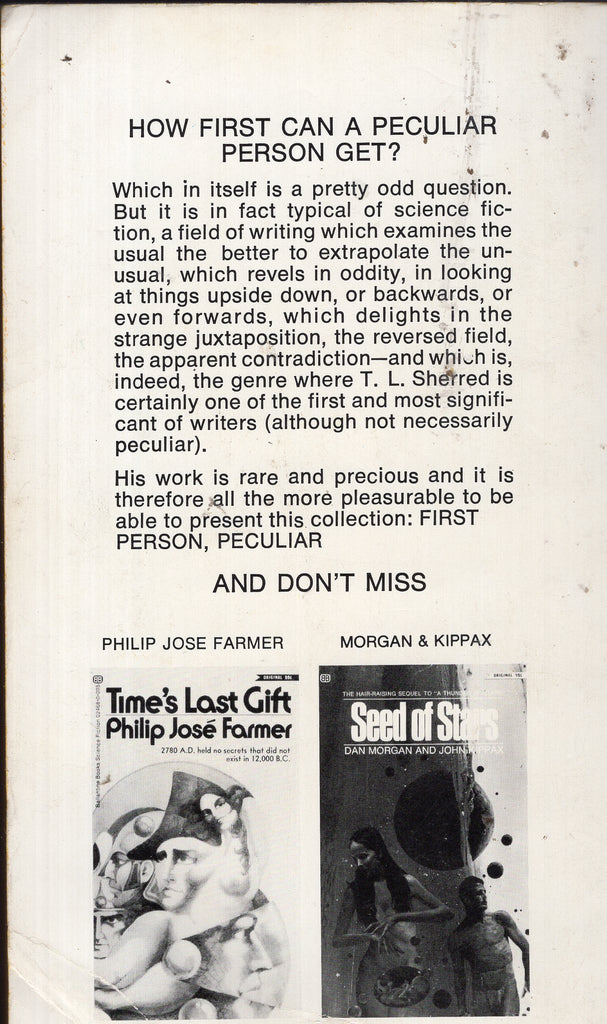 HOW FIRST CAN A PECULIAR
PERSON GET?
Which in itself is a pretty odd question.
But it is in fact typical of science fic-
tion, a field of writing which examines the
usual the better to extrapolate the un-
usual, which revels in oddity, in looking
at things upside down, or backwards, or
even forwards, which delights in the
strange juxtaposition, the reversed field,
the apparent contradiction—and which is,
indeed, the genre where T. L. Sherred is
certainly one of the first and most signifi-
cant of writers (although not necessarily
peculiar).
His work is rare and precious and it is
therefore all the more pleasurable to be
able to present this collection: FIRST
PERSON, PECULIAR
AND DON'T MISS
PHILIP JOSE FARMER
MORGAN & KIPPAX
ORIGINAL 95c
Time's Last Gift
Philip José Farmer
2780 A.D. held no secrets that did not
exist in 12,000 B.C.
Ballantine Books Science Fiction
ORIGINAL 95c
THE HAIR-RAISING SEQUEL TO "A THUNDER
Seed of Stars
DAN MORGAN AND JOHN KIPPAX